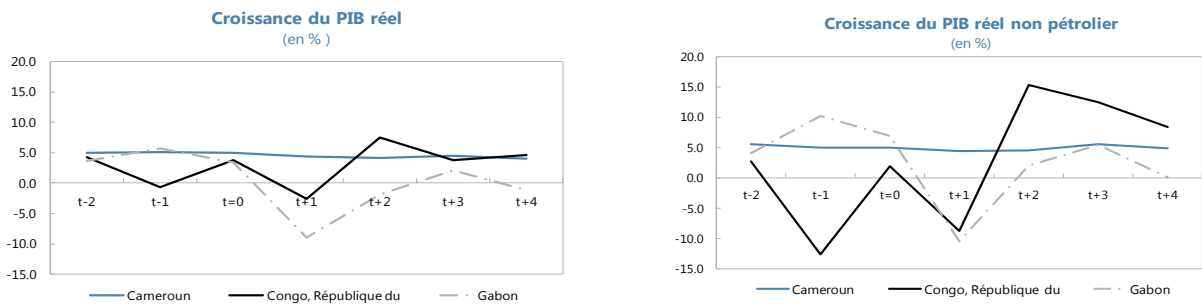 Croissance du PIB réel
(en % )
20.0
15.0
10.0
5.0
0.0
-5.0
-10.0
-15.0
t-2 t-1 t=0 t+1 t+2 t+3 t+4
Cameroun Congo, République du Gabon
Croissance du PIB réel non pétrolier
(en %)
20.0
15.0
10.0
5.0
0.0
-5.0
-10.0
-15.0
t-2 t-1 t=0 t+1 t+2 t+3 t+4
Cameroun Congo, République du Gabon